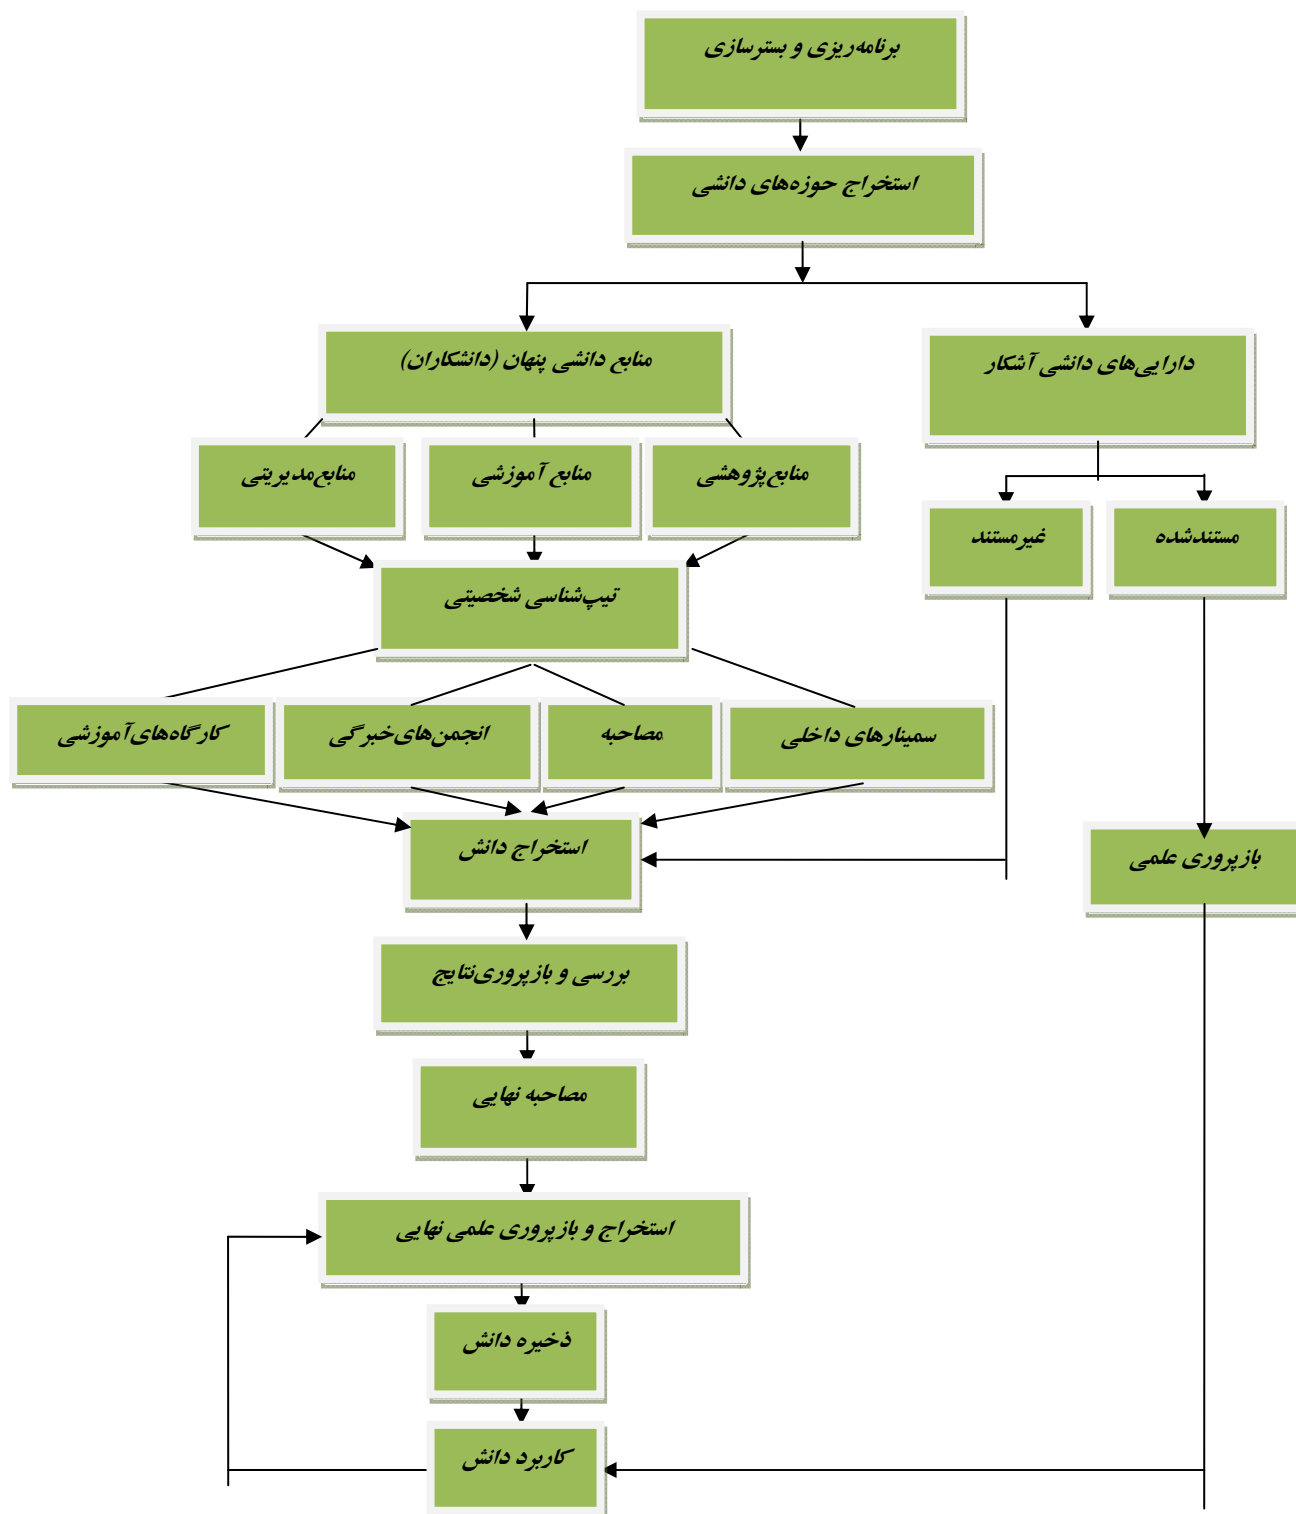 برنامه‌ریزی و بسترسازی
استخراج حوزه‌های دانشی
دارایی‌های دانشی آشکار
منابع دانشی پنهان (دانشکاران)
منابع‌پژوهشی
منابع آموزشی
منابع‌مدیریتی
مستندشده
غیرمستند
تیپ‌شناسی شخصیتی
سمینارهای داخلی
مصاحبه
انجمن‌های‌خبرگی
کارگاه‌های‌آموزشی
استخراج دانش
بازپروری علمی
بررسی و بازپروری‌نتایج
مصاحبه نهایی
استخراج و بازپروری علمی نهایی
ذخیره دانش
کاربرد دانش